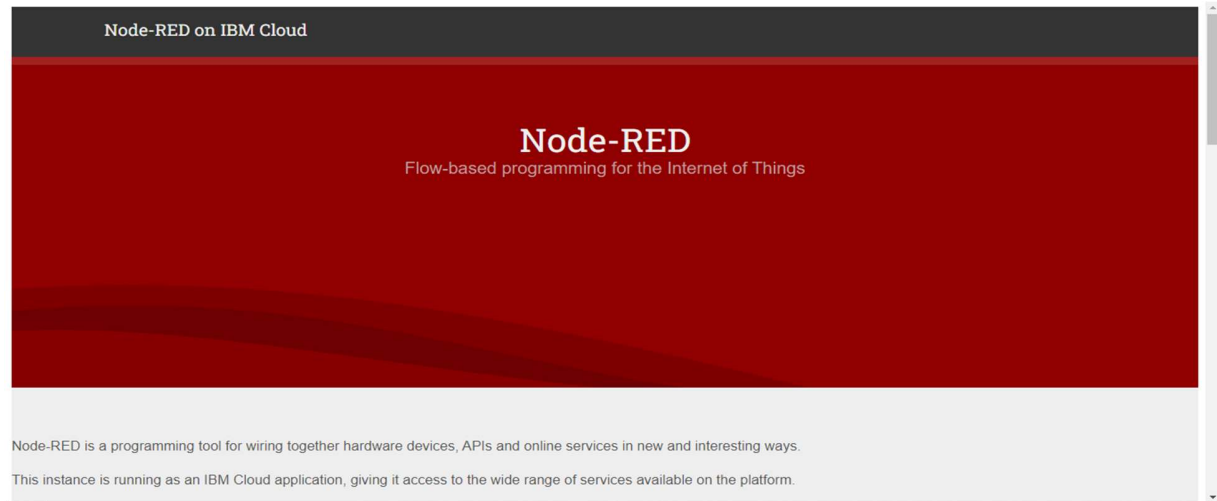 Node-RED on IBM Cloud
Node-RED
Flow-based programming for the Internet of Things
Node-RED is a programming tool for wiring together hardware devices, APIs and online services in new and interesting ways.
This instance is running as an IBM Cloud application, giving it access to the wide range of services available on the platform.